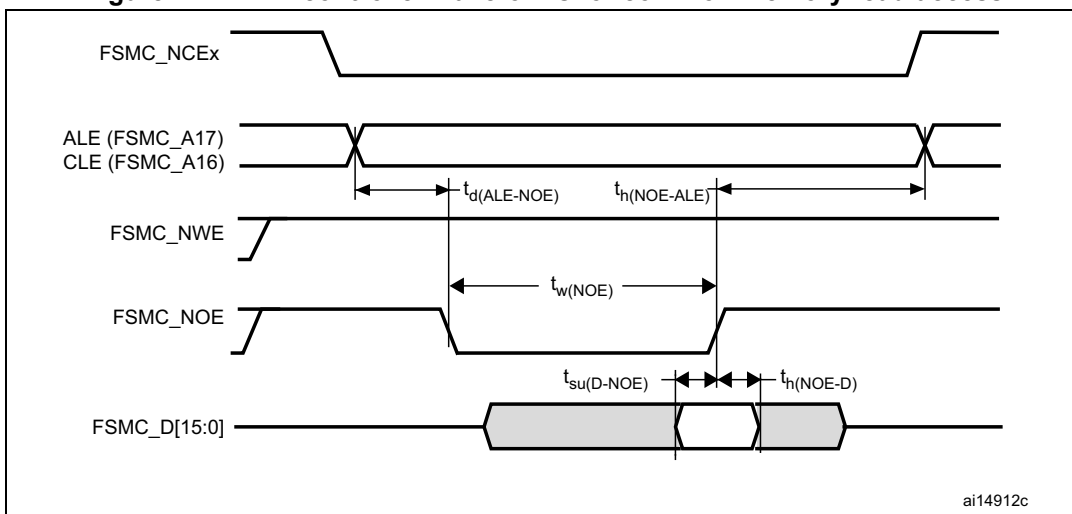 FSMC_NCEx
ALE (FSMC_A17)
CLE (FSMC_A16)
td(ALE-NOE)
th(NOE-ALE)
FSMC_NWE
tw(NOE)
FSMC_NOE
tsu(D-NOE)
th(NOE-D)
FSMC_D[15:0]
ai14912c